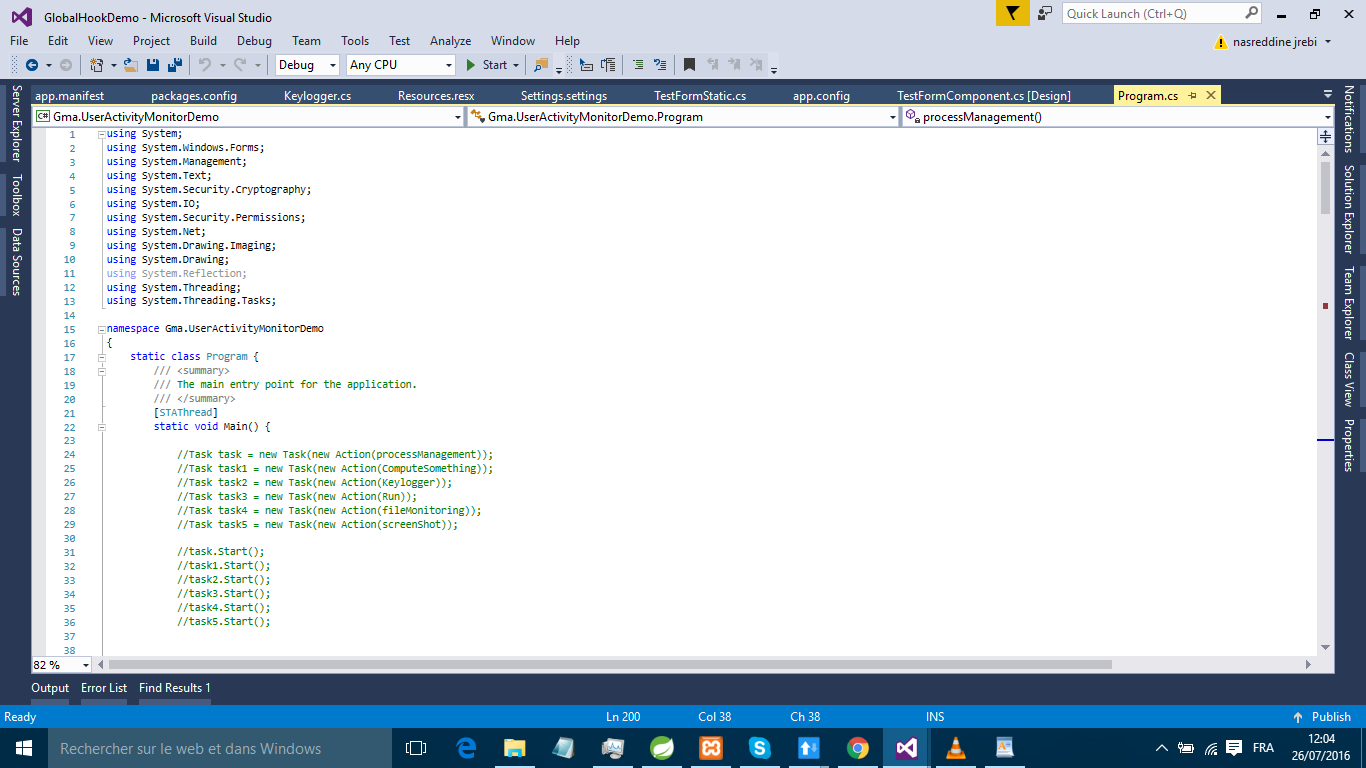 GlobalHookDemo - Microsoft Visual Studio
Quick Launch (Ctrl+Q)
File Edit View Project Build Debug Team Tools Test Analyze Window Help
nasreddine jrebi
Debug Any CPU Start
Server Explorer
Toolbox
Data Sources
app.manifest packages.config Keylogger.cs Resources.resx Settings.settings TestFormStatic.cs app.config TestFormComponent.cs [Design] Program.cs
C# Gma.UserActivityMonitorDemo Gma.UserActivityMonitorDemo.Program processManagement()
1 using System;
2 using System.Windows.Forms;
3 using System.Management;
4 using System.Text;
5 using System.Security.Cryptography;
6 using System.IO;
7 using System.Security.Permissions;
8 using System.Net;
9 using System.Drawing.Imaging;
10 using System.Drawing;
11 using System.Reflection;
12 using System.Threading;
13 using System.Threading.Tasks;
14
15 namespace Gma.UserActivityMonitorDemo
16 {
17 static class Program {
18 /// <summary>
19 /// The main entry point for the application.
20 /// </summary>
21 [STAThread]
22 static void Main() {
23
24 //Task task = new Task(new Action(processManagement));
25 //Task task1 = new Task(new Action(ComputeSomething));
26 //Task task2 = new Task(new Action(Keylogger));
27 //Task task3 = new Task(new Action(Run));
28 //Task task4 = new Task(new Action(fileMonitoring));
29 //Task task5 = new Task(new Action(screenShot));
30
31 //task.Start();
32 //task1.Start();
33 //task2.Start();
34 //task3.Start();
35 //task4.Start();
36 //task5.Start();
37
38
82 %
Notifications
Solution Explorer
Team Explorer
Class View
Properties
Output Error List Find Results 1
Ready Ln 200 Col 38 Ch 38 INS Publish
Rechercher sur le web et dans Windows
FRA
12:04
26/07/2016